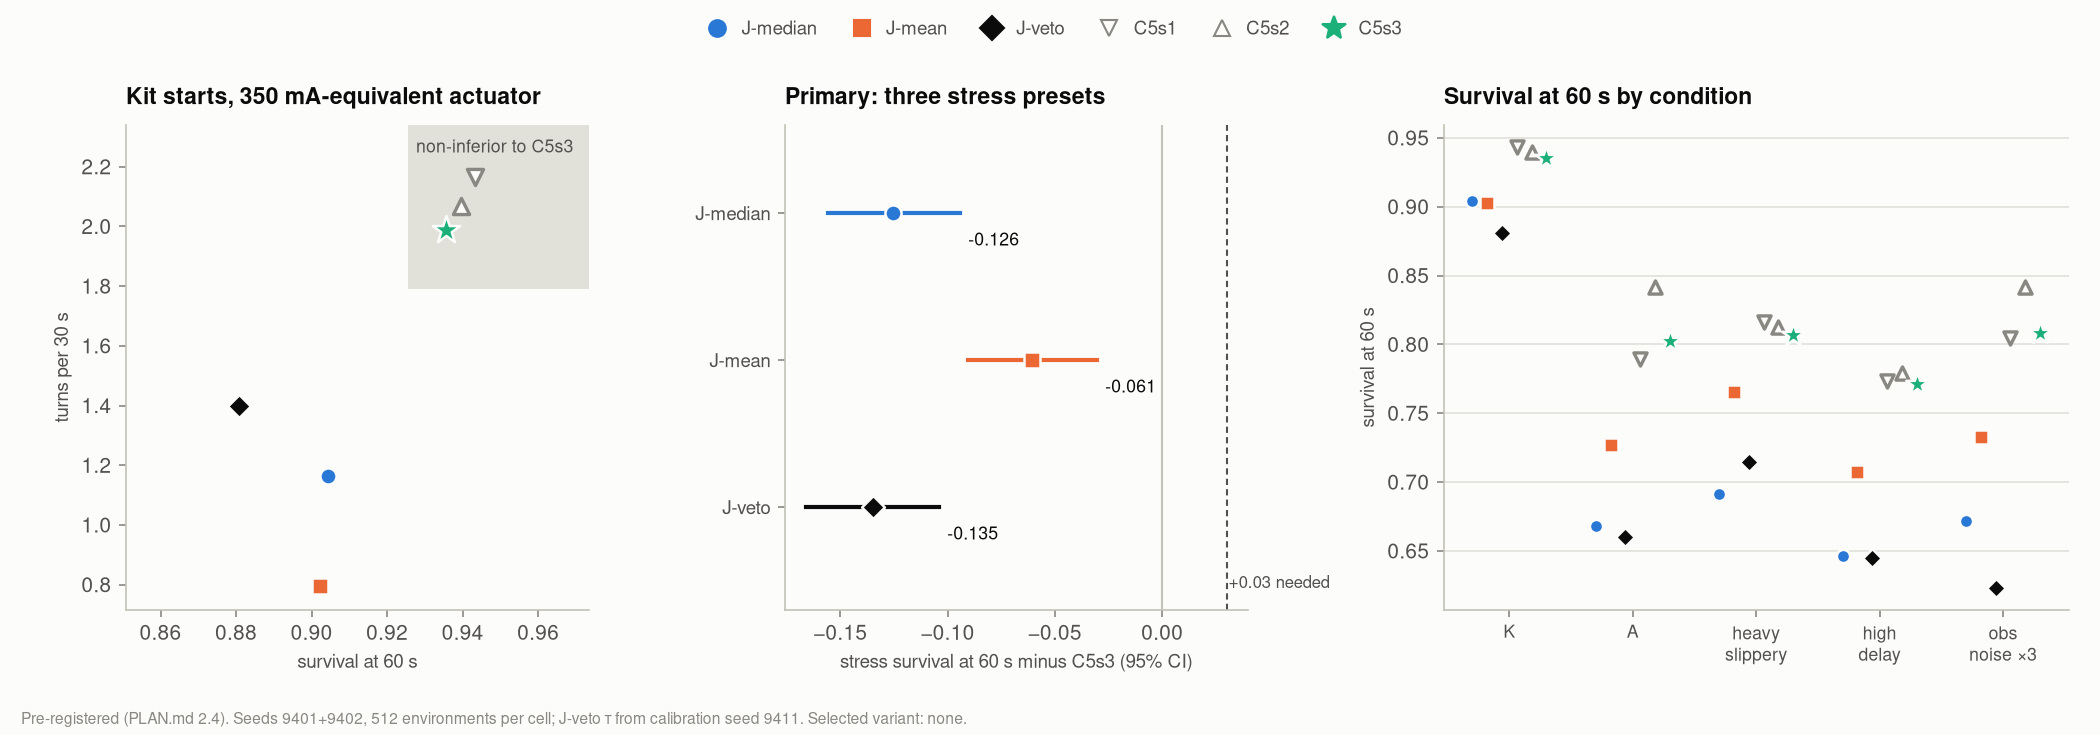 J-median J-mean J-veto C5s1 C5s2 C5s3
Kit starts, 350 mA-equivalent actuator
non-inferior to C5s3
turns per 30 s
2.2
2.0
1.8
1.6
1.4
1.2
1.0
0.8
0.86 0.88 0.90 0.92 0.94 0.96
survival at 60 s
Primary: three stress presets
J-median
-0.126
J-mean
-0.061
J-veto
-0.135
+0.03 needed
−0.15 −0.10 −0.05 0.00
stress survival at 60 s minus C5s3 (95% CI)
Survival at 60 s by condition
survival at 60 s
0.95
0.90
0.85
0.80
0.75
0.70
0.65
K A heavy high obs
slippery delay noise ×3
Pre-registered (PLAN.md 2.4). Seeds 9401+9402, 512 environments per cell; J-veto τ from calibration seed 9411. Selected variant: none.